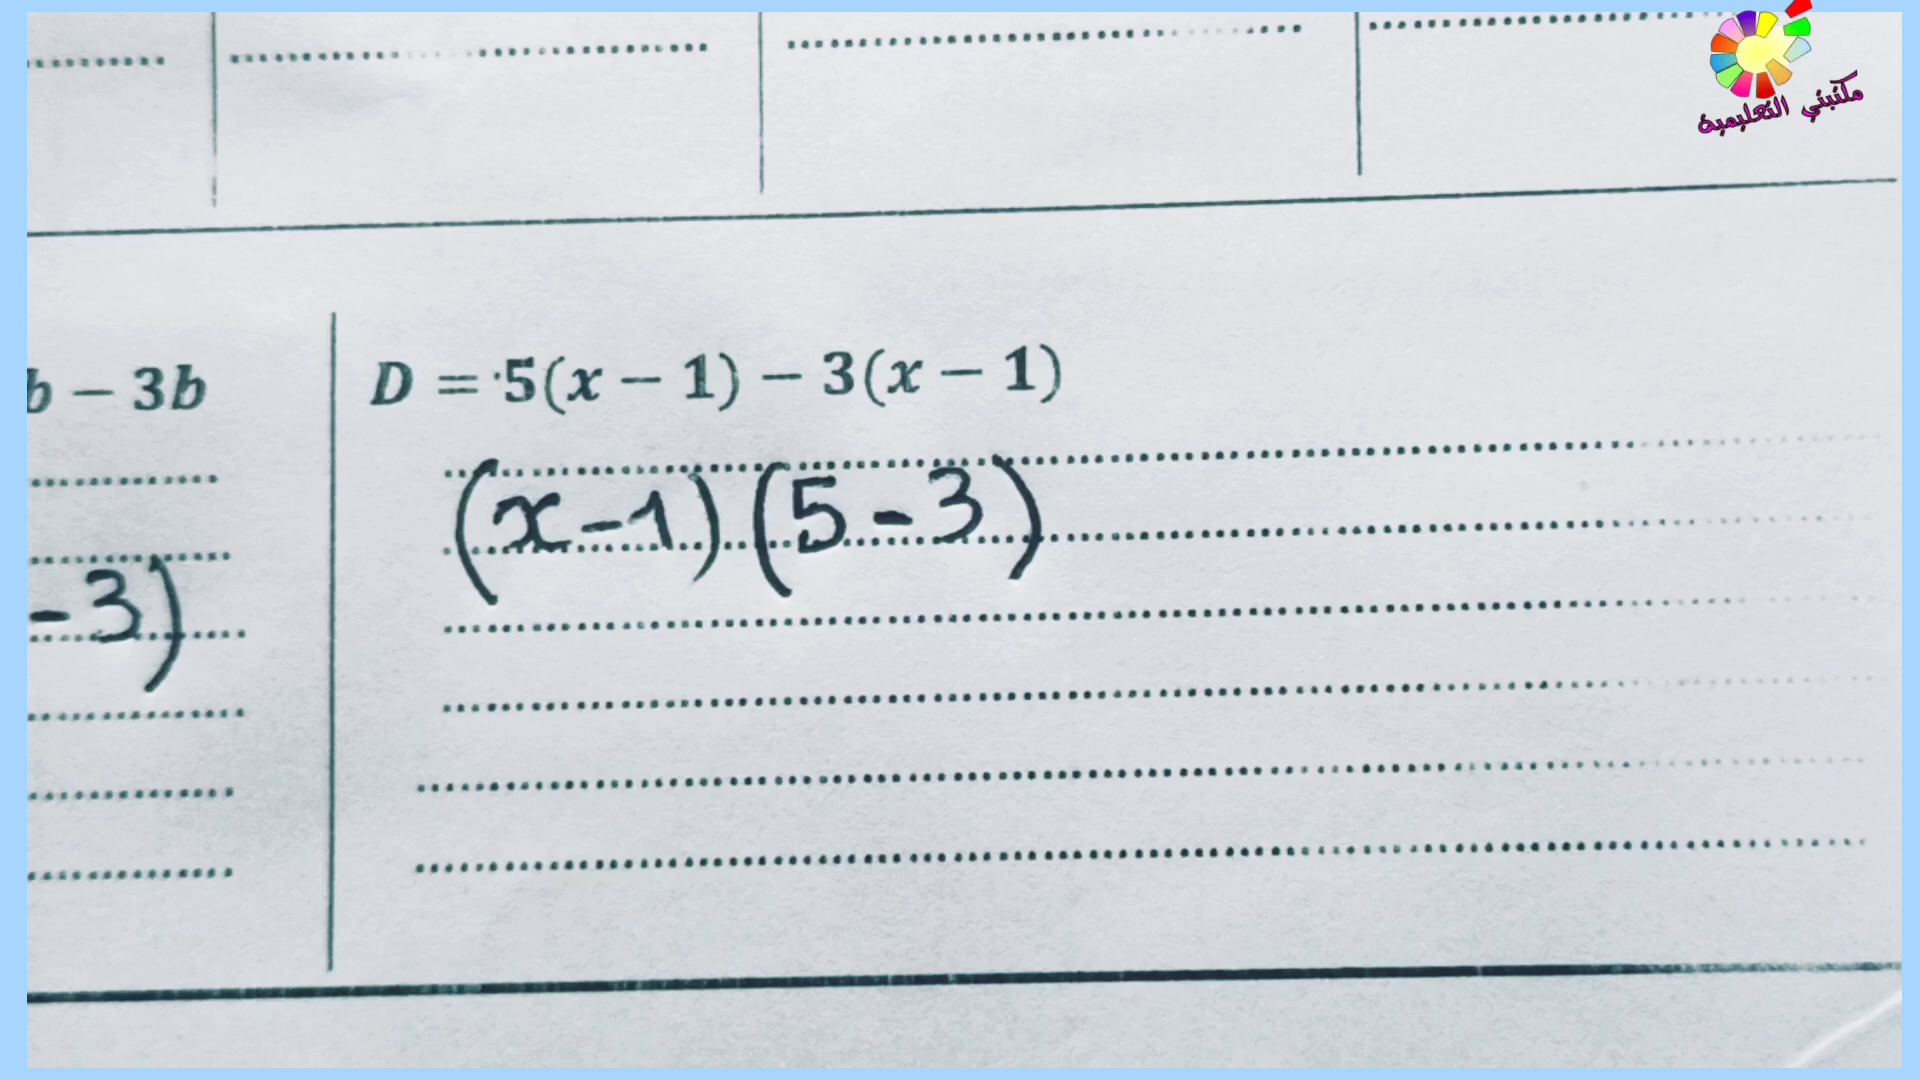 مكتبتي التعليمية
b − 3b
D = 5(x − 1) − 3(x − 1)
(x-1)(5-3)
-3)